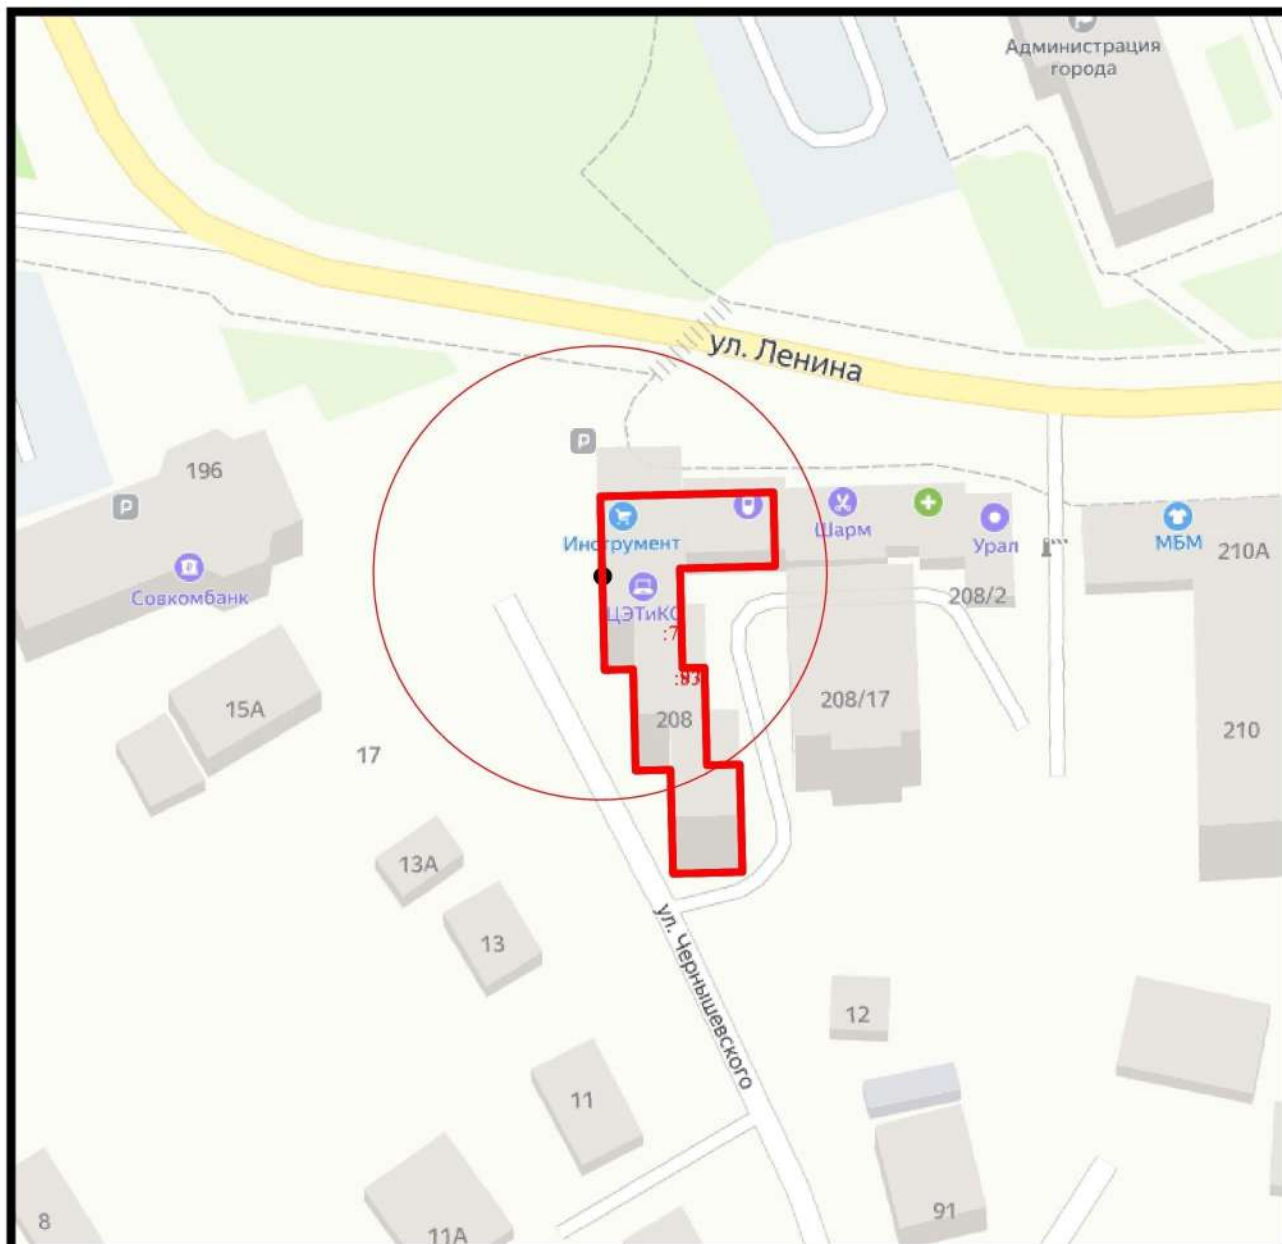 Администрация
города
ул. Ленина
196
P
P
Инструмент
Шарм
Урал
МБМ
210А
Совкомбанк
ЦЭТиКС
208/2
:7
:93
15А
208
208/17
210
17
13А
13
ул. Чернышевского
12
11
8
11А
91